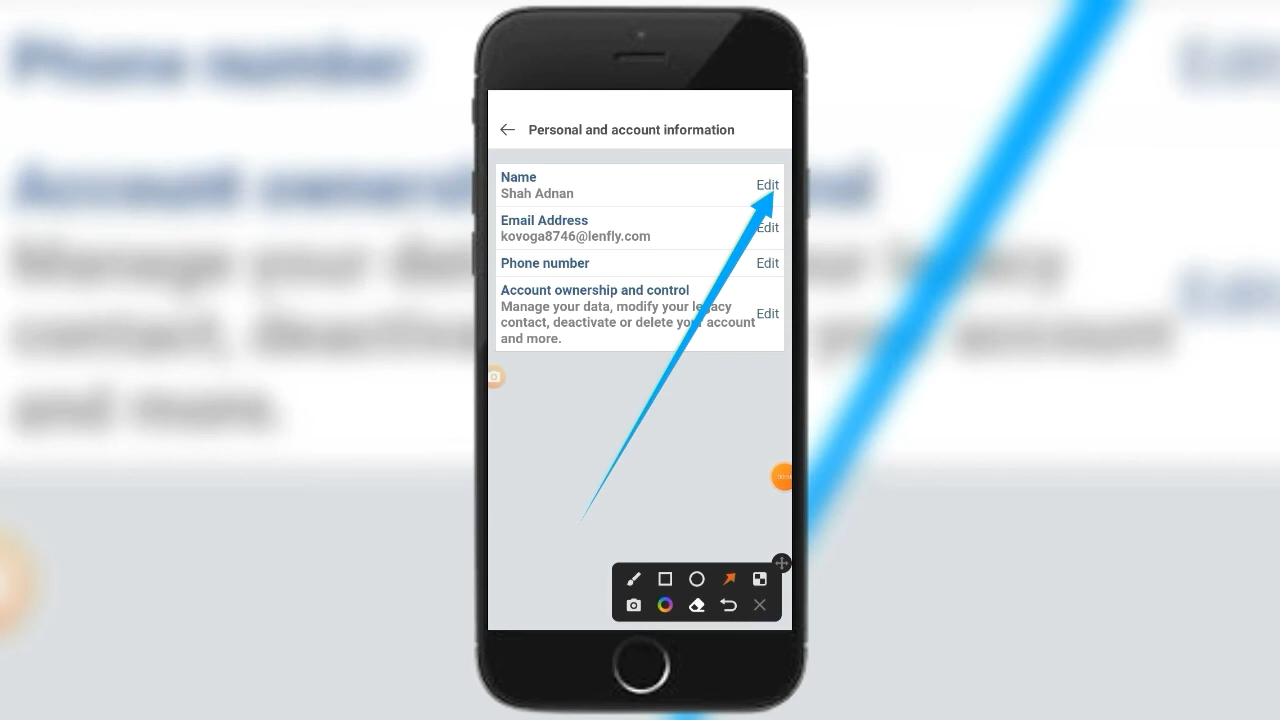 Personal and account information
Name
Edit
Shah Adnan
Email Address
Edit
kovoga8746@lenfly.com
Phone number
Edit
Account ownership and control
Manage your data, modify your legacy
contact, deactivate or delete your account
and more.
Edit